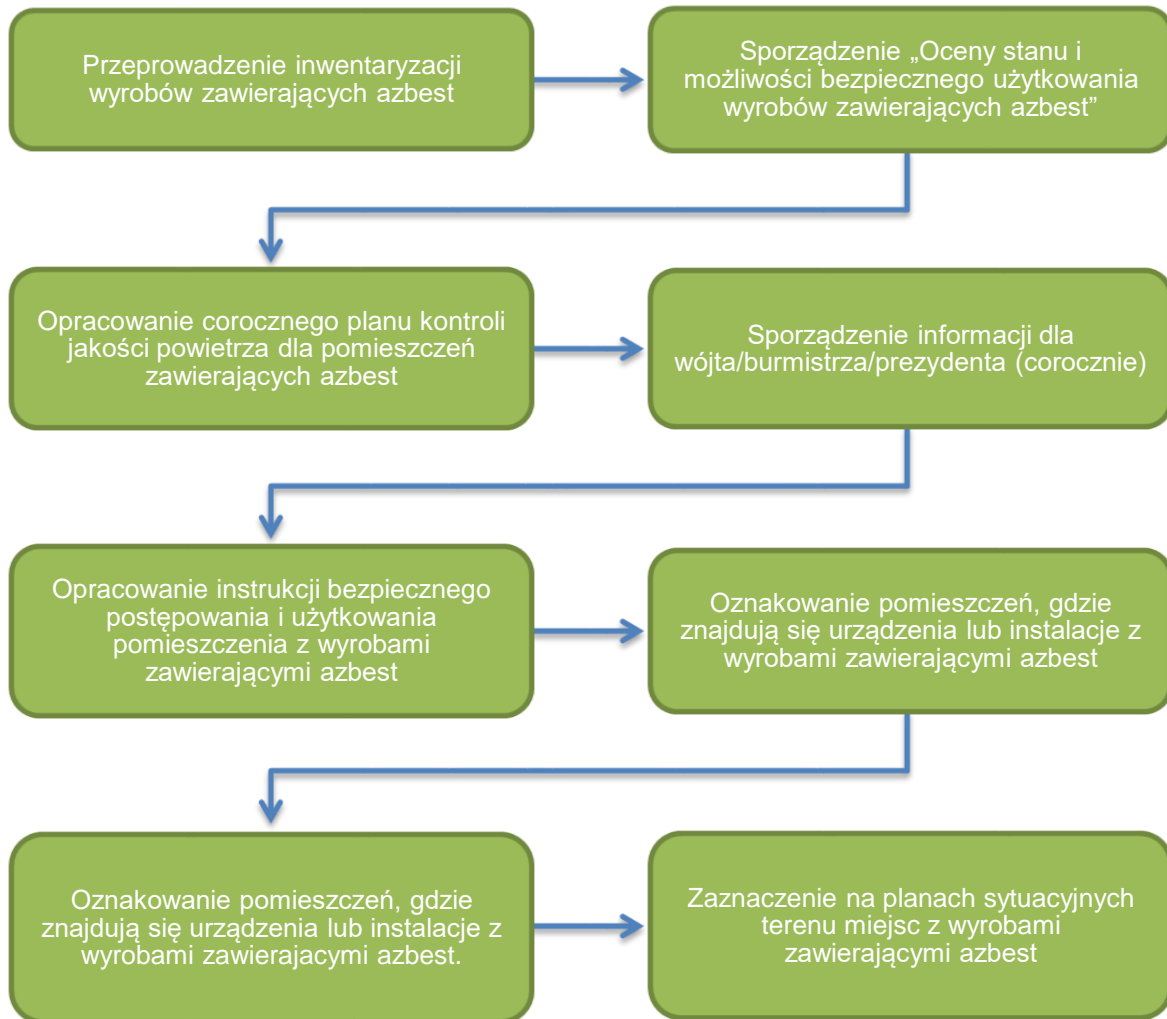 Przeprowadzenie inwentaryzacji
wyrobów zawierających azbest
Sporządzenie „Oceny stanu i
możliwości bezpiecznego użytkowania
wyrobów zawierających azbest”
Opracowanie corocznego planu kontroli
jakości powietrza dla pomieszczeń
zawierających azbest
Sporządzenie informacji dla
wójta/burmistrza/prezydenta (corocznie)
Opracowanie instrukcji bezpiecznego
postępowania i użytkowania
pomieszczenia z wyrobami
zawierającymi azbest
Oznakowanie pomieszczeń, gdzie
znajdują się urządzenia lub instalacje z
wyrobami zawierającymi azbest
Oznakowanie pomieszczeń, gdzie
znajdują się urządzenia lub instalacje z
wyrobami zawierajacymi azbest.
Zaznaczenie na planach sytuacyjnych
terenu miejsc z wyrobami
zawierającymi azbest